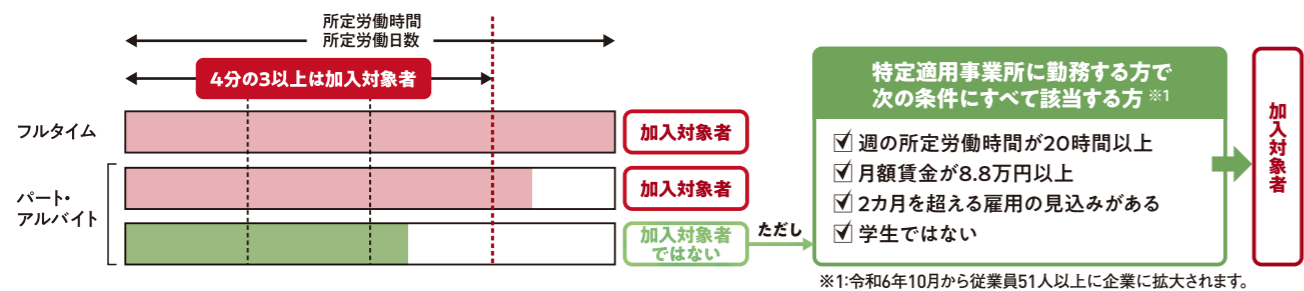 所定労働時間
所定労働日数
4分の3以上は加入対象者
フルタイム
加入対象者
パート・
アルバイト
加入対象者
加入対象者
ではない
ただし
特定適用事業所に勤務する方で
次の条件にすべて該当する方 ※1
週の所定労働時間が20時間以上
月額賃金が8.8万円以上
2カ月を超える雇用の見込みがある
学生ではない
加入対象者
※1:令和6年10月から従業員51人以上に企業に拡大されます。